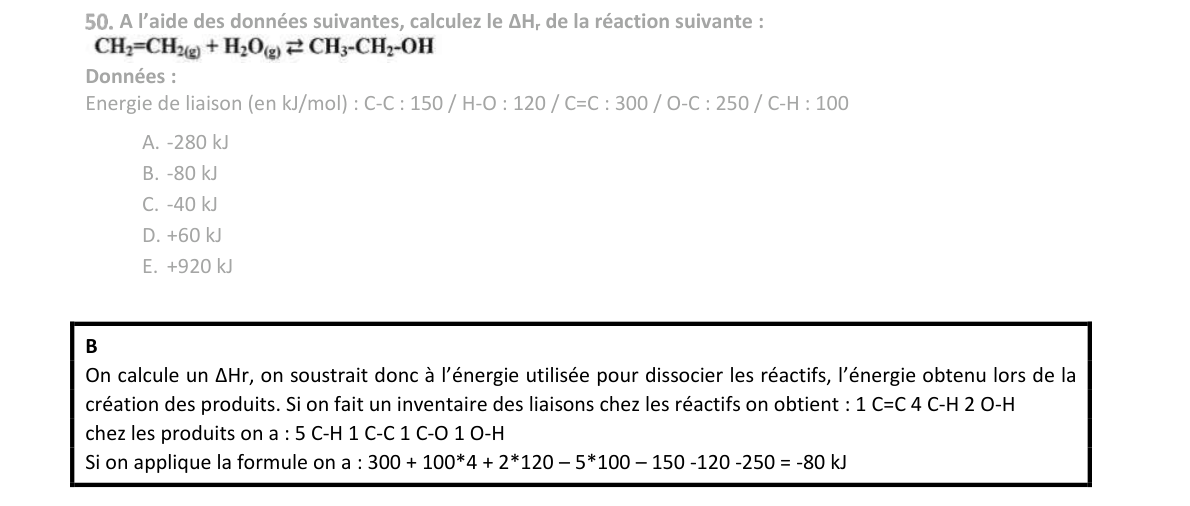 50. A l’aide des données suivantes, calculez le ΔHr de la réaction suivante :
CH2=CH2(g) + H2O(g) ⇄ CH3-CH2-OH
Données :
Energie de liaison (en kJ/mol) : C-C : 150 / H-O : 120 / C=C : 300 / O-C : 250 / C-H : 100
A. -280 kJ
B. -80 kJ
C. -40 kJ
D. +60 kJ
E. +920 kJ
B
On calcule un ΔHr, on soustrait donc à l’énergie utilisée pour dissocier les réactifs, l’énergie obtenu lors de la
création des produits. Si on fait un inventaire des liaisons chez les réactifs on obtient : 1 C=C 4 C-H 2 O-H
chez les produits on a : 5 C-H 1 C-C 1 C-O 1 O-H
Si on applique la formule on a : 300 + 100*4 + 2*120 – 5*100 – 150 -120 -250 = -80 kJ